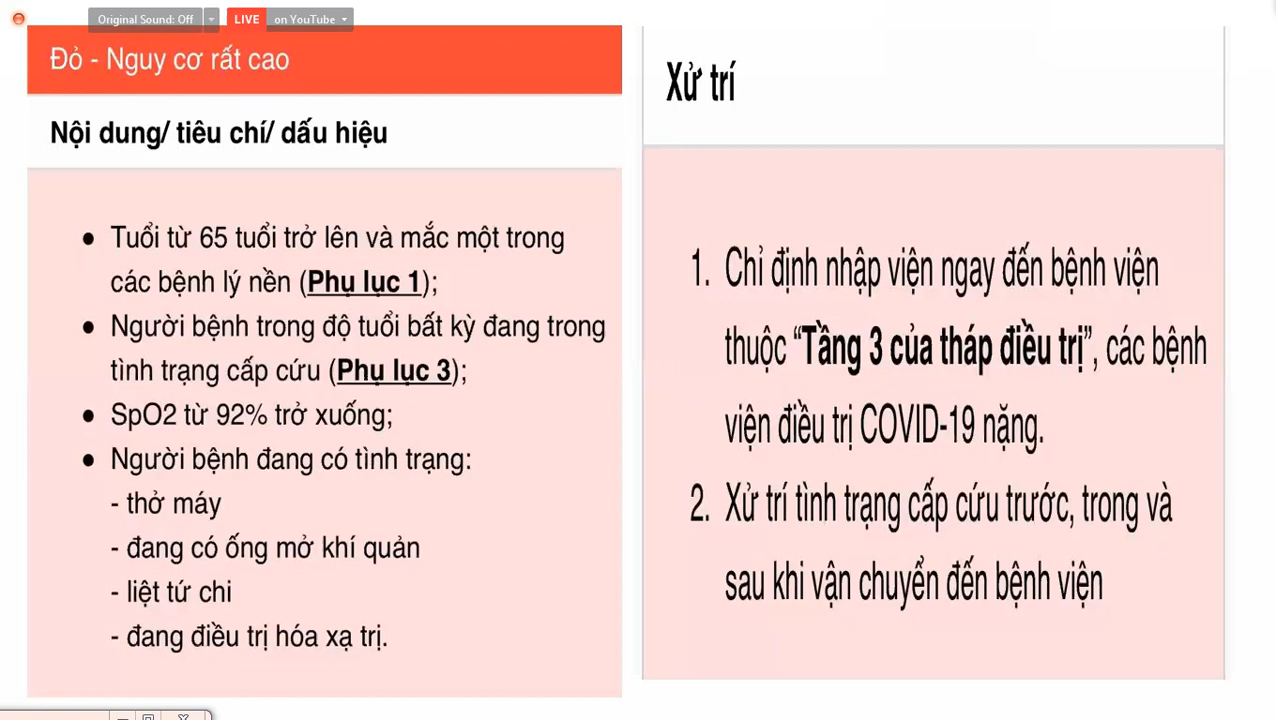 Original Sound: Off
LIVE
on YouTube
Đỏ - Nguy cơ rất cao
Nội dung/ tiêu chí/ dấu hiệu
● Tuổi từ 65 tuổi trở lên và mắc một trong
các bệnh lý nền (Phụ lục 1);
● Người bệnh trong độ tuổi bất kỳ đang trong
tình trạng cấp cứu (Phụ lục 3);
● SpO2 từ 92% trở xuống;
● Người bệnh đang có tình trạng:
- thở máy
- đang có ống mở khí quản
- liệt tứ chi
- đang điều trị hóa xạ trị.
Xử trí
1. Chỉ định nhập viện ngay đến bệnh viện
thuộc “Tầng 3 của tháp điều trị”, các bệnh
viện điều trị COVID-19 nặng.
2. Xử trí tình trạng cấp cứu trước, trong và
sau khi vận chuyển đến bệnh viện